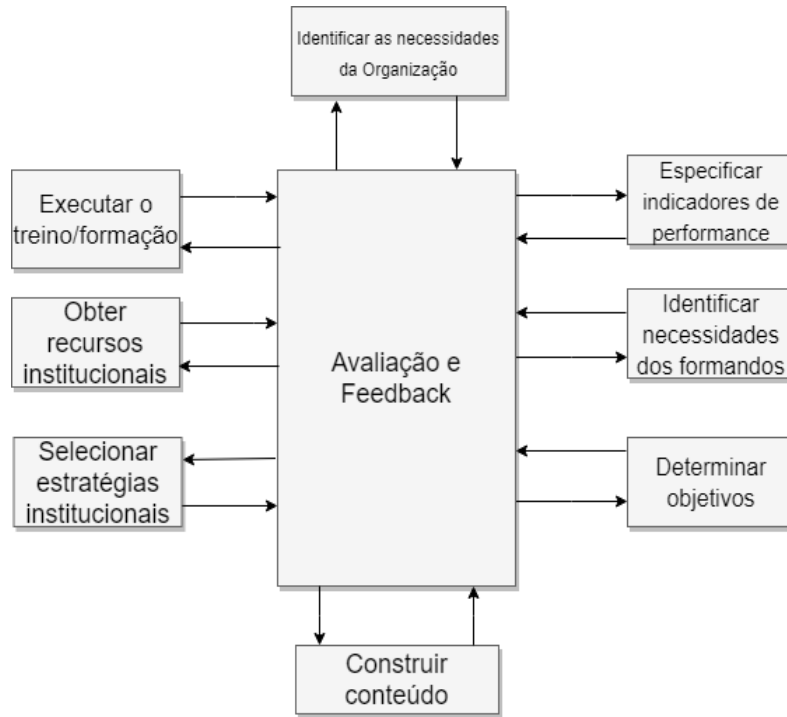 Identificar as necessidades
da Organização
Executar o
treino/formação
Especificar
indicadores de
performance
Obter
recursos
institucionais
Avaliação e
Feedback
Identificar
necessidades
dos formandos
Selecionar
estratégias
institucionais
Determinar
objetivos
Construir
conteúdo